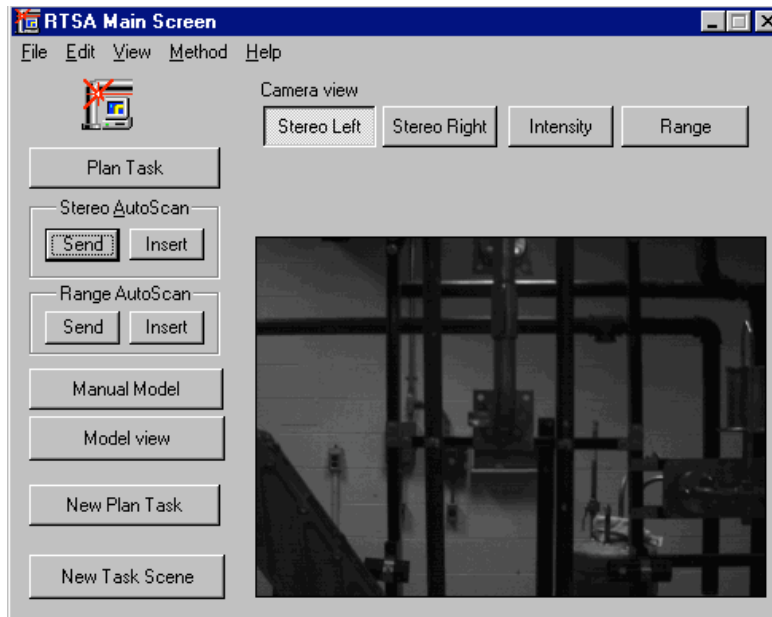 RTSA Main Screen
File Edit View Method Help
Camera view
Stereo Left Stereo Right Intensity Range
Plan Task
Stereo AutoScan
Send Insert
Range AutoScan
Send Insert
Manual Model
Model view
New Plan Task
New Task Scene